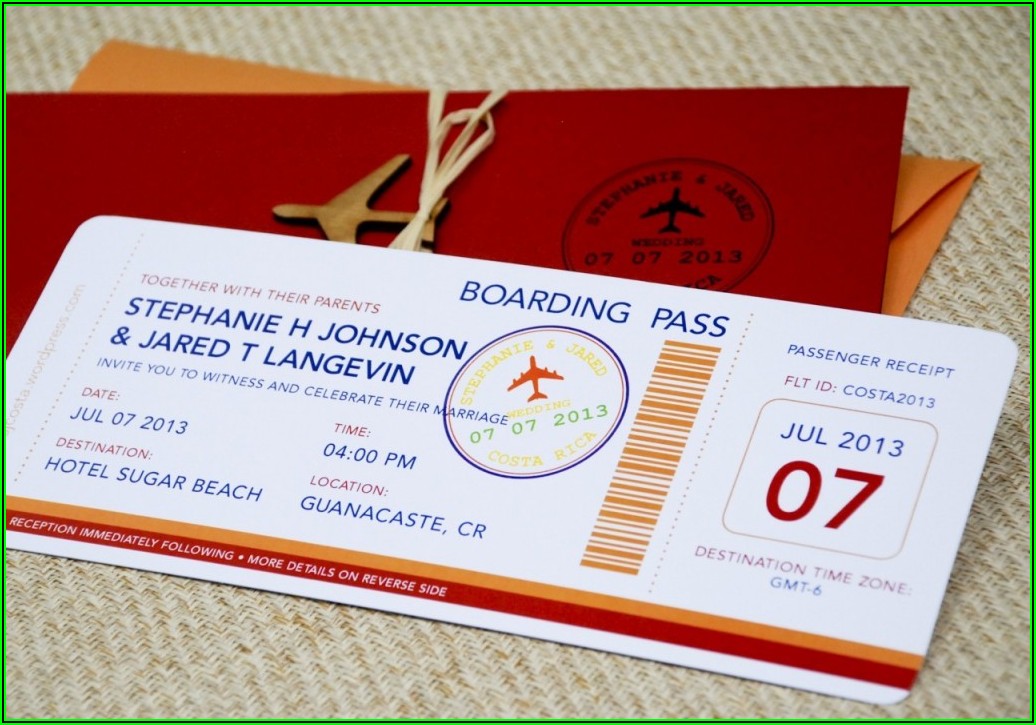 STEPHANIE & JARED
WEDDING
07 07 2013
RICA
BOARDING PASS
TOGETHER WITH THEIR PARENTS
STEPHANIE H JOHNSON
& JARED T LANGEVIN
INVITE YOU TO WITNESS AND CELEBRATE THEIR MARRIAGE
DATE:
JUL 07 2013
TIME:
04:00 PM
DESTINATION:
HOTEL SUGAR BEACH
LOCATION:
GUANACASTE, CR
STEPHANIE & JARED
WEDDING
07 07 2013
COSTA RICA
RECEPTION IMMEDIATELY FOLLOWING • MORE DETAILS ON REVERSE SIDE
PASSENGER RECEIPT
FLT ID: COSTA2013
JUL 2013
07
DESTINATION TIME ZONE:
GMT-6